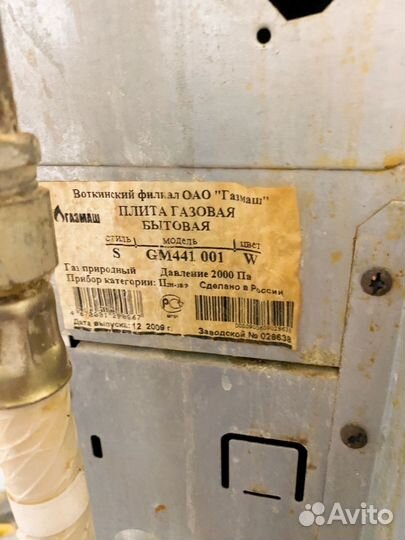 Воткинский филиал ОАО "Газмаш"
ГАЗМАШ
ПЛИТА ГАЗОВАЯ
БЫТОВАЯ
стиль модель цвет
S GM441 001 W
Газ природный Давление 2000 Па
Прибор категории: Сделано в России
РС
Дата выпуска: 12.2009 г.
Заводской № 028638
Avito